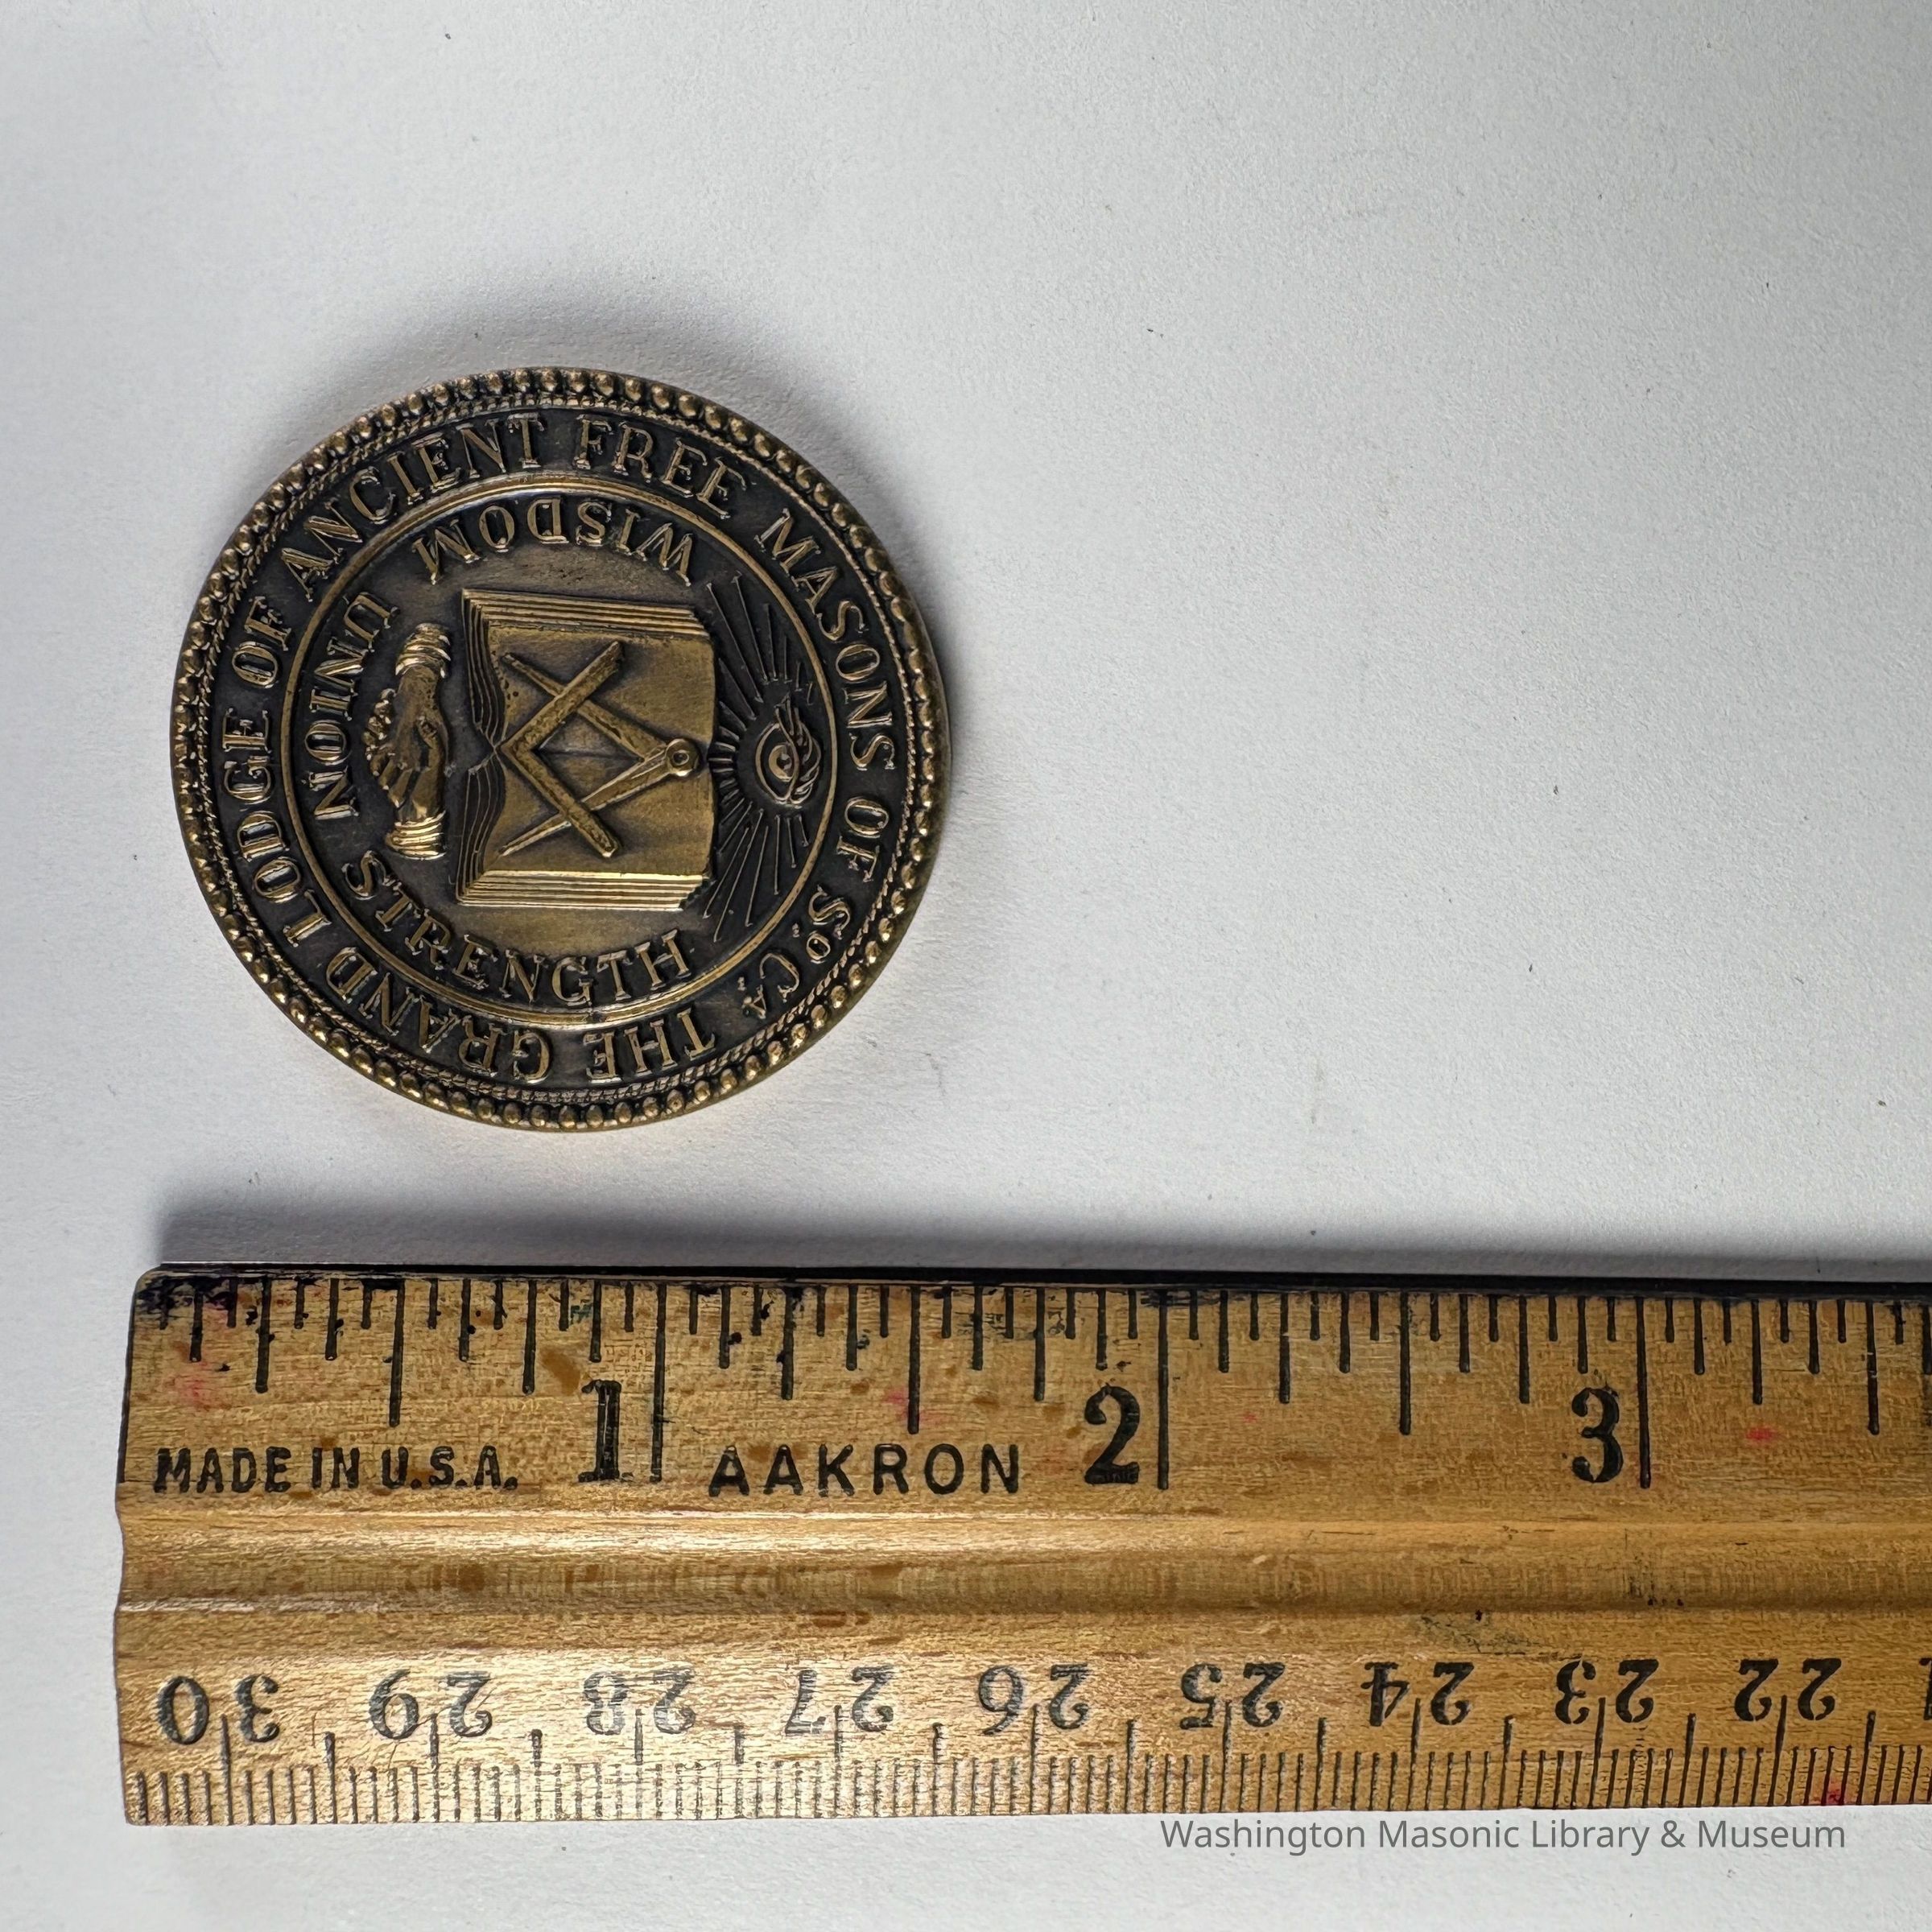 THE GRAND LODGE OF ANCIENT FREE MASONS OF So. CA.
WISDOM
UNION
STRENGTH
1 2 3
MADE IN U.S.A. AAKRON
30 29 28 27 26 25 24 23 22
Washington Masonic Library & Museum